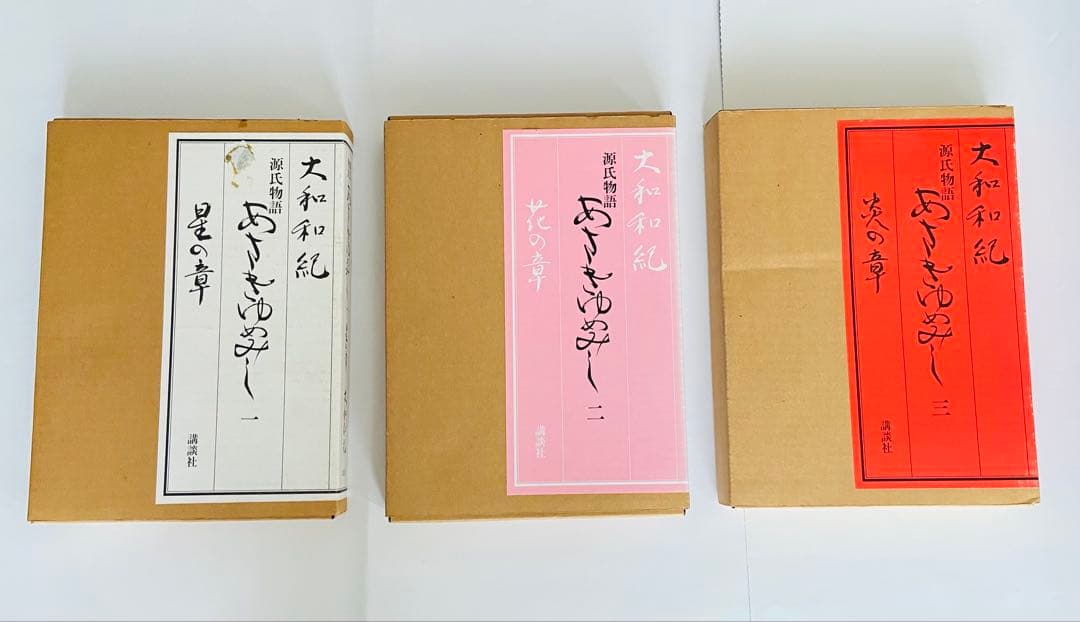 大和和紀
源氏物語
あさきゆめみし 一
星の章
講談社
大和和紀
源氏物語
あさきゆめみし 二
花の章
講談社
大和和紀
源氏物語
あさきゆめみし 三
炎の章
講談社